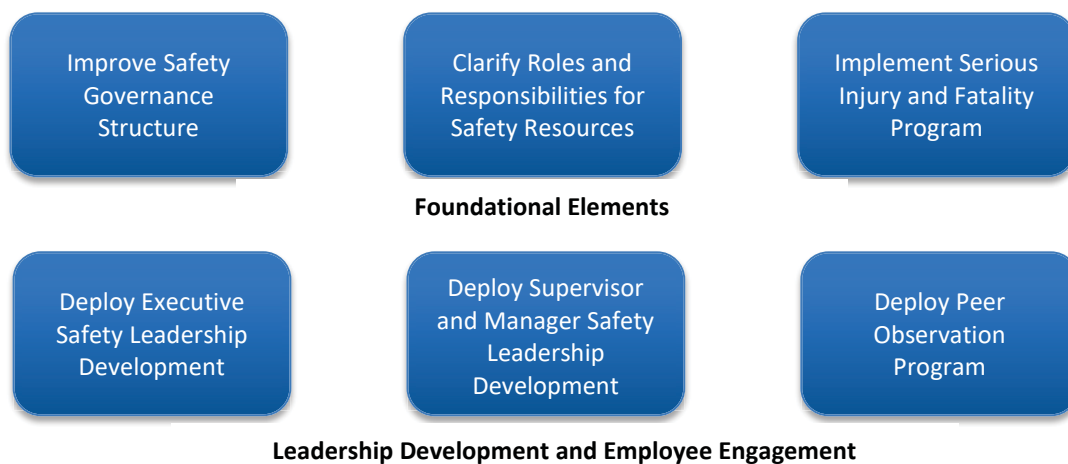 Improve Safety
Governance
Structure
Clarify Roles and
Responsibilities for
Safety Resources
Implement Serious
Injury and Fatality
Program
Foundational Elements
Deploy Executive
Safety Leadership
Development
Deploy Supervisor
and Manager Safety
Leadership
Development
Deploy Peer
Observation
Program
Leadership Development and Employee Engagement